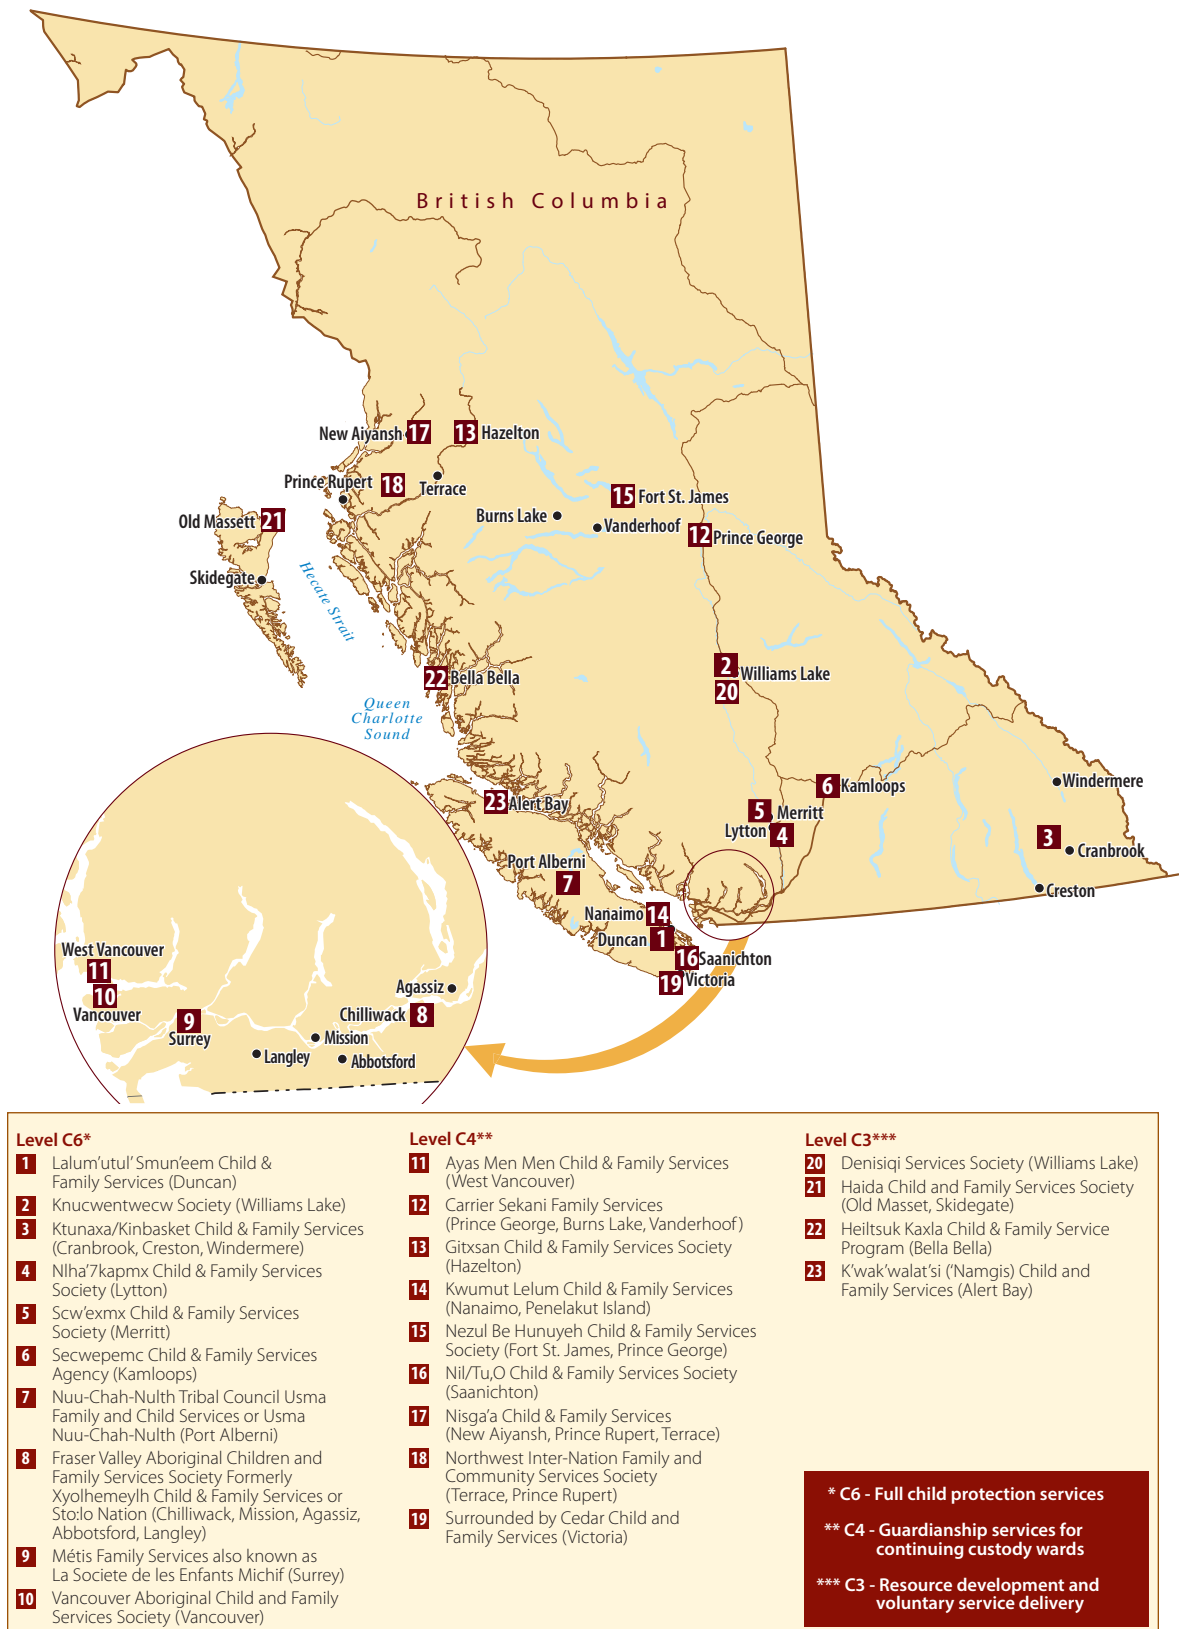 British Columbia
New Aiyansh
17
13
Hazelton
Prince Rupert
18
Terrace
15
Fort St. James
Old Massett
21
Burns Lake
Vanderhoof
12
Prince George
Skidegate
Hecate Strait
2
Williams Lake
20
22
Bella Bella
Queen
Charlotte
Sound
Windermere
6
Kamloops
23
Alert Bay
5
Merritt
Lytton
4
3
Cranbrook
Port Alberni
7
Creston
Nanaimo
14
Duncan
1
16
Saanichton
19
Victoria
West Vancouver
11
10
Vancouver
Agassiz
Chilliwack
8
9
Surrey
Mission
Langley
Abbotsford
Level C6*
1 Lalum'utul' Smun'eem Child &
Family Services (Duncan)
2 Knucwentwecw Society (Williams Lake)
3 Ktunaxa/Kinbasket Child & Family Services
(Cranbrook, Creston, Windermere)
4 Nlha'7kapmx Child & Family Services
Society (Lytton)
5 Scw'exmx Child & Family Services
Society (Merritt)
6 Secwepemc Child & Family Services
Agency (Kamloops)
7 Nuu-Chah-Nulth Tribal Council Usma
Family and Child Services or Usma
Nuu-Chah-Nulth (Port Alberni)
8 Fraser Valley Aboriginal Children and
Family Services Society Formerly
Xyolhemeylh Child & Family Services or
Sto:lo Nation (Chilliwack, Mission, Agassiz,
Abbotsford, Langley)
9 Métis Family Services also known as
La Societe de les Enfants Michif (Surrey)
10 Vancouver Aboriginal Child and Family
Services Society (Vancouver)
Level C4**
11 Ayas Men Men Child & Family Services
(West Vancouver)
12 Carrier Sekani Family Services
(Prince George, Burns Lake, Vanderhoof)
13 Gitxsan Child & Family Services Society
(Hazelton)
14 Kwumut Lelum Child & Family Services
(Nanaimo, Penelakut Island)
15 Nezul Be Hunuyeh Child & Family Services
Society (Fort St. James, Prince George)
16 Nil/Tu,O Child & Family Services Society
(Saanichton)
17 Nisga'a Child & Family Services
(New Aiyansh, Prince Rupert, Terrace)
18 Northwest Inter-Nation Family and
Community Services Society
(Terrace, Prince Rupert)
19 Surrounded by Cedar Child and
Family Services (Victoria)
Level C3***
20 Denisiqi Services Society (Williams Lake)
21 Haida Child and Family Services Society
(Old Masset, Skidegate)
22 Heiltsuk Kaxla Child & Family Service
Program (Bella Bella)
23 K'wak'walat'si ('Namgis) Child and
Family Services (Alert Bay)
* C6 - Full child protection services
** C4 - Guardianship services for
continuing custody wards
*** C3 - Resource development and
voluntary service delivery